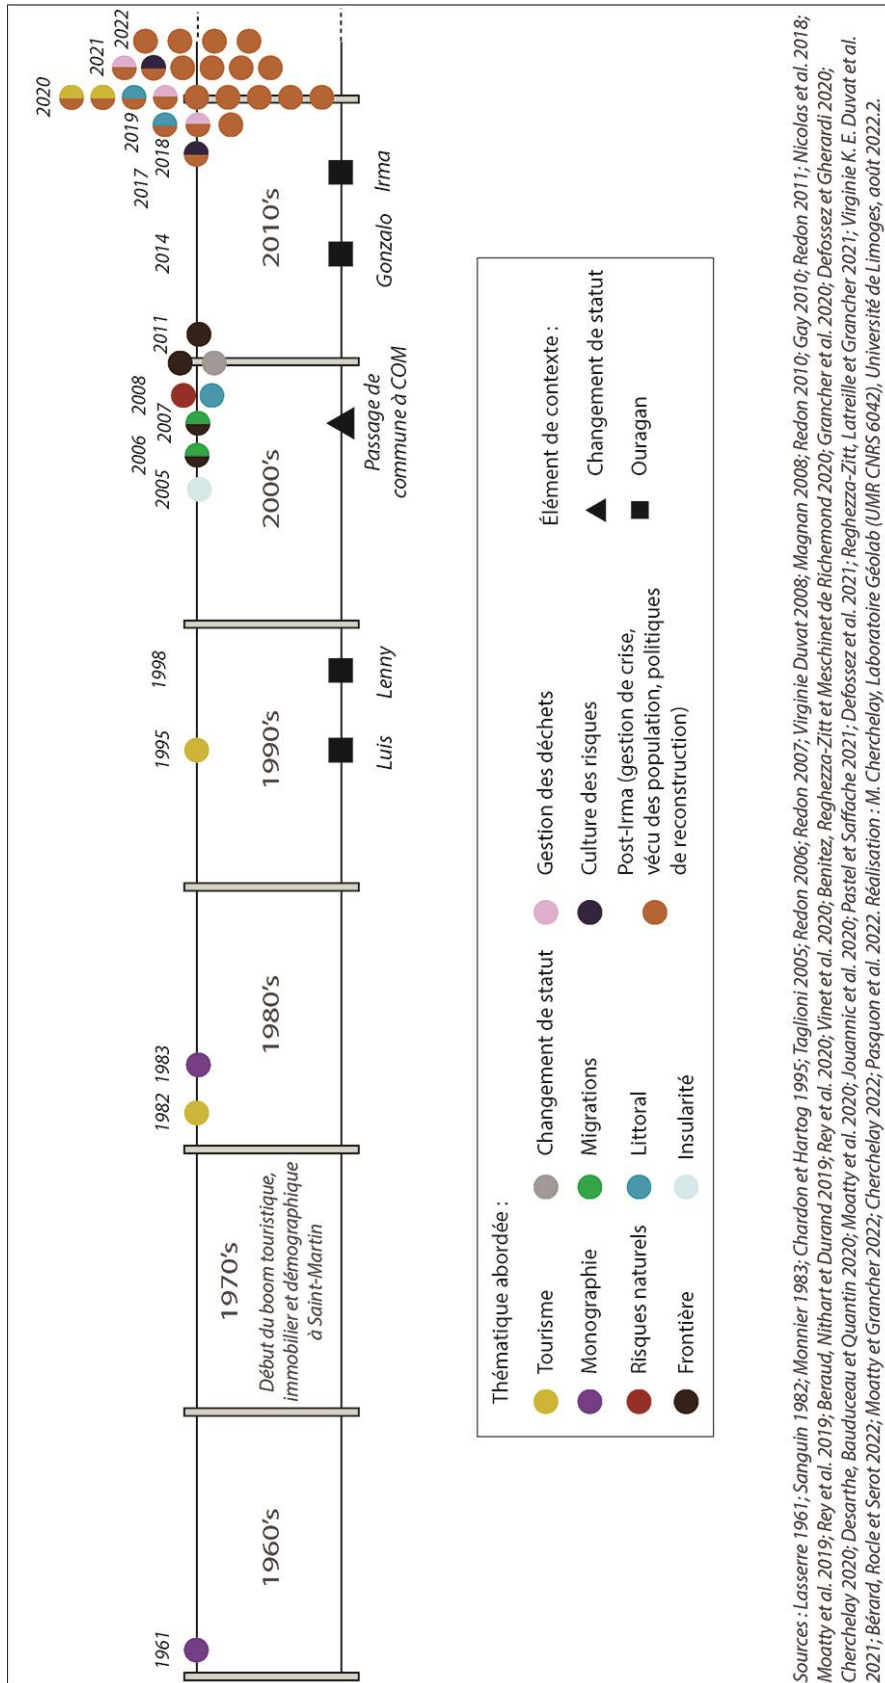 1961
1982
1983
1995
1998
2005
2006
2007
2008
2011
2014
2017
2018
2019
2020
2021
2022
1960's
1970's
Début du boom touristique,
immobilier et démographique
à Saint-Martin
1980's
1990's
2000's
2010's
Luis
Lenny
Passage de
commune à COM
Gonzalo
Irma
Thématique abordée :
Tourisme
Monographie
Risques naturels
Frontière
Changement de statut
Migrations
Littoral
Insularité
Gestion des déchets
Culture des risques
Post-Irma (gestion de crise,
vécu des population, politiques
de reconstruction)
Élément de contexte :
Changement de statut
Ouragan
Sources : Lasserre 1961; Sanguin 1982; Monnier 1983; Chardon et Hartog 1995; Taglioni 2005; Redon 2006; Redon 2007; Virginie Duvat 2008; Magnan 2008; Redon 2010; Gay 2010; Redon 2011; Nicolas et al. 2018;
Moatty et al. 2019; Rey et al. 2019; Beraud, Nithart et Durand 2019; Rey et al. 2020; Vinet et al. 2020; Benitez, Reghezza-Zitt et Meschinet de Richemond 2020; Grancher et al. 2020; Defossez et Gherardi 2020;
Cherchelay 2020; Desarthe, Bauduceau et Quantin 2020; Moatty et al. 2020; Jouannic et al. 2020; Pastel et Saffache 2021; Defossez et al. 2021; Reghezza-Zitt, Latreille et Grancher 2021; Virginie K. E. Duvat et al.
2021; Bérard, Rocle et Serot 2022; Moatty et Grancher 2022; Cherchelay 2022; Pasquon et al. 2022. Réalisation : M. Cherchelay, Laboratoire Géolab (UMR CNRS 6042), Université de Limoges, août 2022.2.